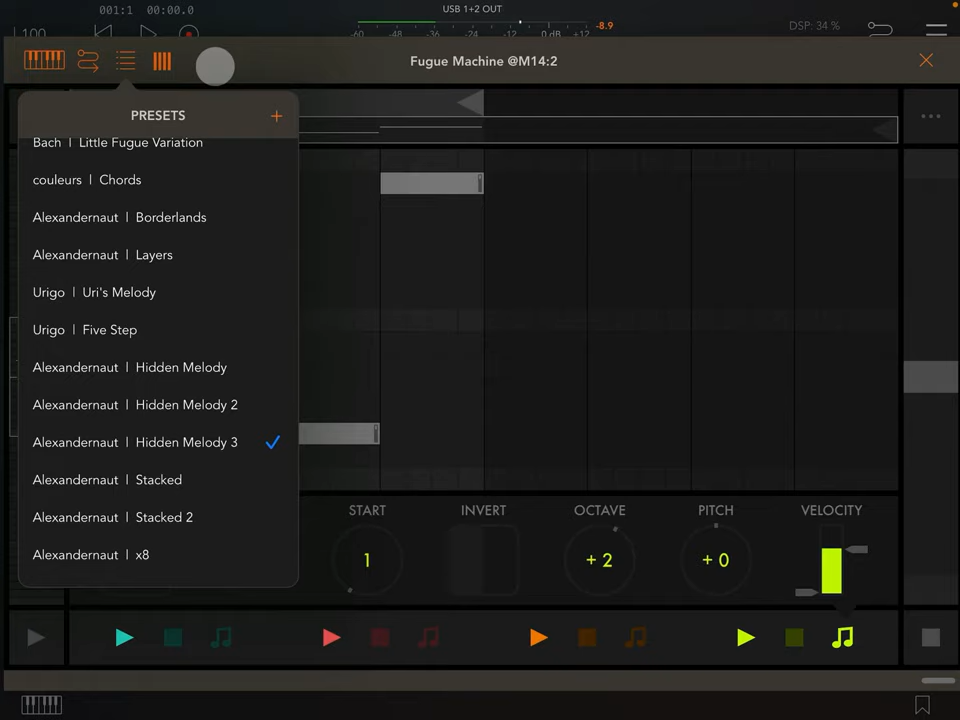 001:1 00:00.0
USB 1+2 OUT
100
-60 -48 -36 -24 -12 0 dB +12
-8.9
DSP: 34 %
Fugue Machine @M14:2
PRESETS +
Bach | Little Fugue Variation
couleurs | Chords
Alexandernaut | Borderlands
Alexandernaut | Layers
Urigo | Uri's Melody
Urigo | Five Step
Alexandernaut | Hidden Melody
Alexandernaut | Hidden Melody 2
Alexandernaut | Hidden Melody 3
Alexandernaut | Stacked
Alexandernaut | Stacked 2
Alexandernaut | x8
START INVERT OCTAVE PITCH VELOCITY
1 + 2 + 0